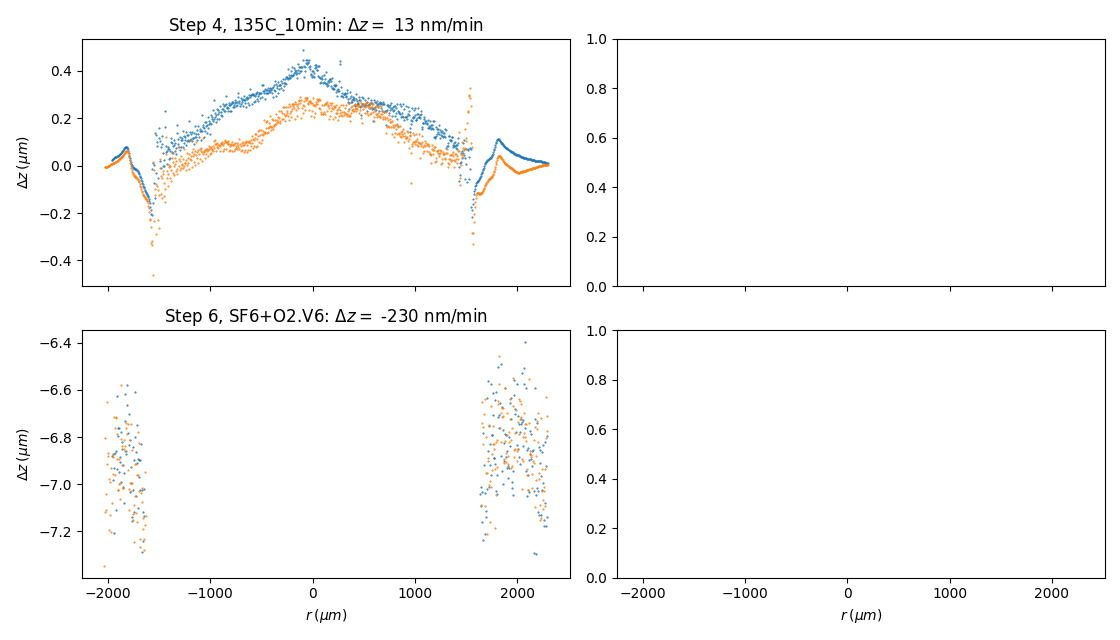 Step 4, 135C_10min: Δz = 13 nm/min
0.4
0.2
0.0
−0.2
−0.4
Δz (μm)
1.0
0.8
0.6
0.4
0.2
0.0
Step 6, SF6+O2.V6: Δz = -230 nm/min
−6.4
−6.6
−6.8
−7.0
−7.2
Δz (μm)
−2000 −1000 0 1000 2000
r (μm)
1.0
0.8
0.6
0.4
0.2
0.0
−2000 −1000 0 1000 2000
r (μm)